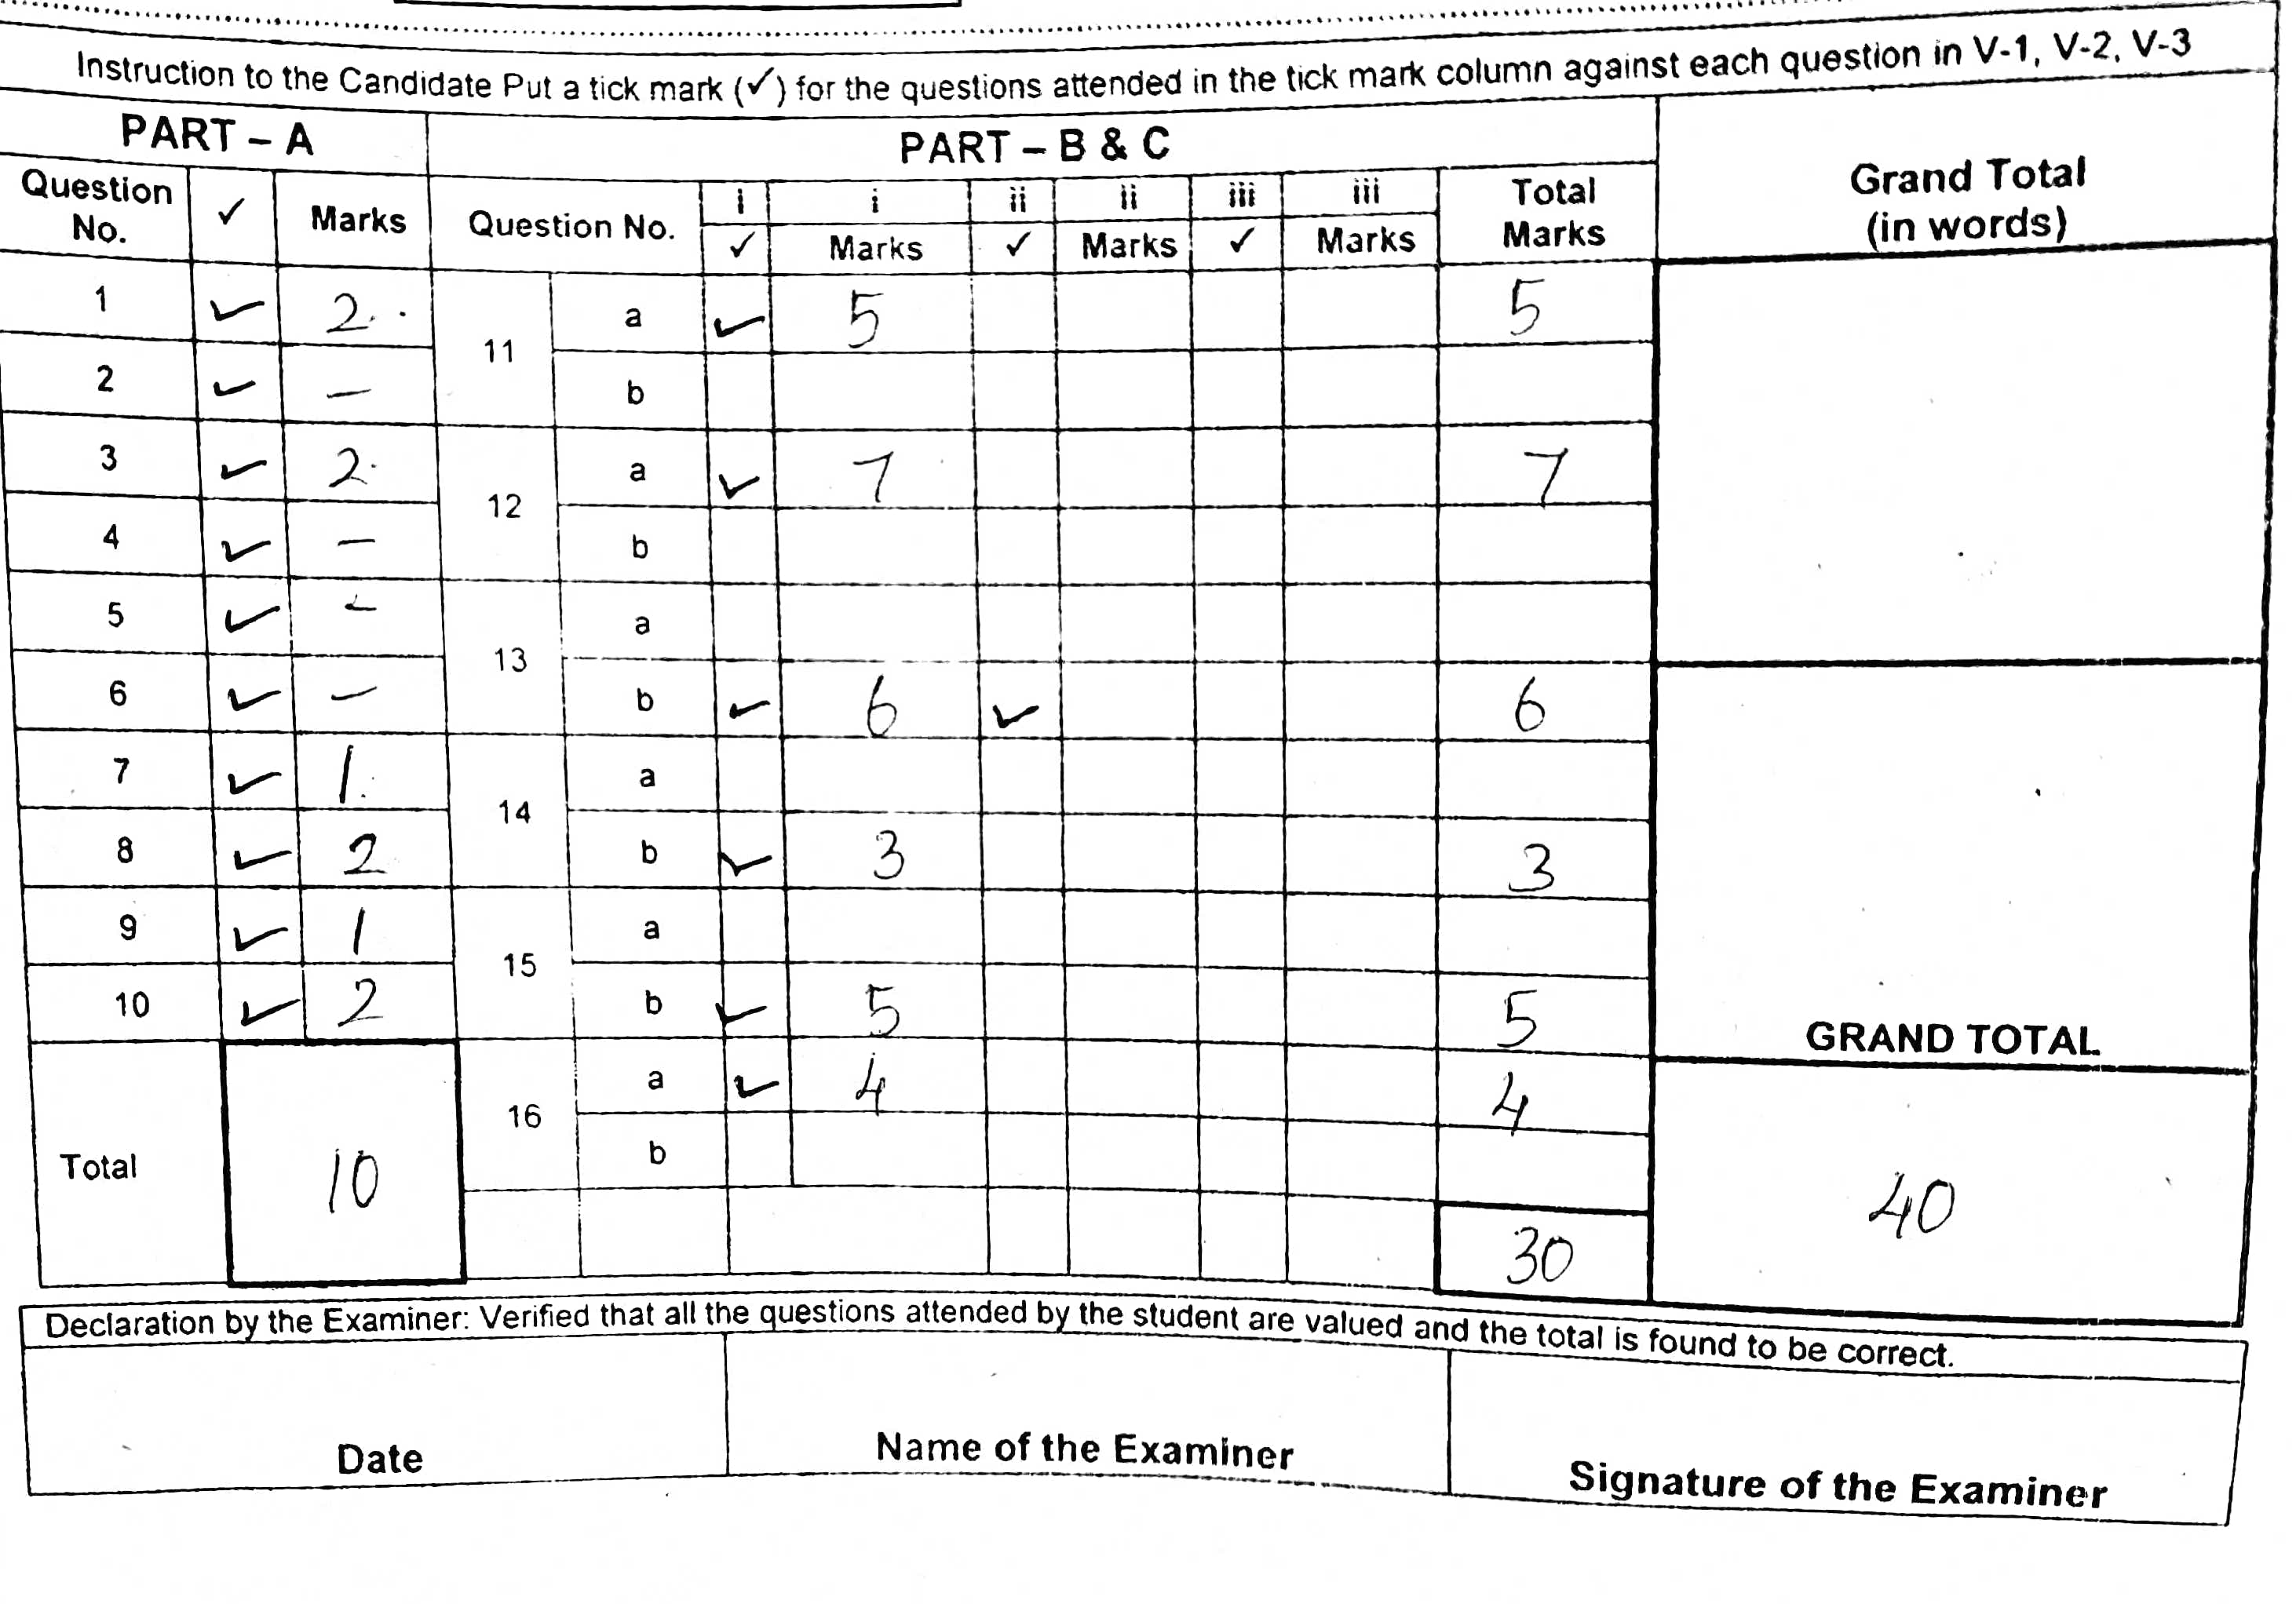 Instruction to the Candidate Put a tick mark (✓) for the questions attended in the tick mark column against each question in V-1, V-2, V-3
PART – A PART – B & C Grand Total (in words)
Question No. ✓ Marks Question No. i ✓ i Marks ii ✓ ii Marks iii ✓ iii Marks Total Marks
1 ✓ 2 11 a ✓ 5 5
2 ✓ – b
3 ✓ 2 12 a ✓ 7 7
4 ✓ – b
5 ✓ – 13 a
6 ✓ – b ✓ 6 ✓ 6
7 ✓ 1 14 a
8 ✓ 2 b ✓ 3 3
9 ✓ 1 15 a
10 ✓ 2 b ✓ 5 5 GRAND TOTAL
Total 10 16 a ✓ 4 4
b 40
30
Declaration by the Examiner: Verified that all the questions attended by the student are valued and the total is found to be correct.
Date Name of the Examiner Signature of the Examiner